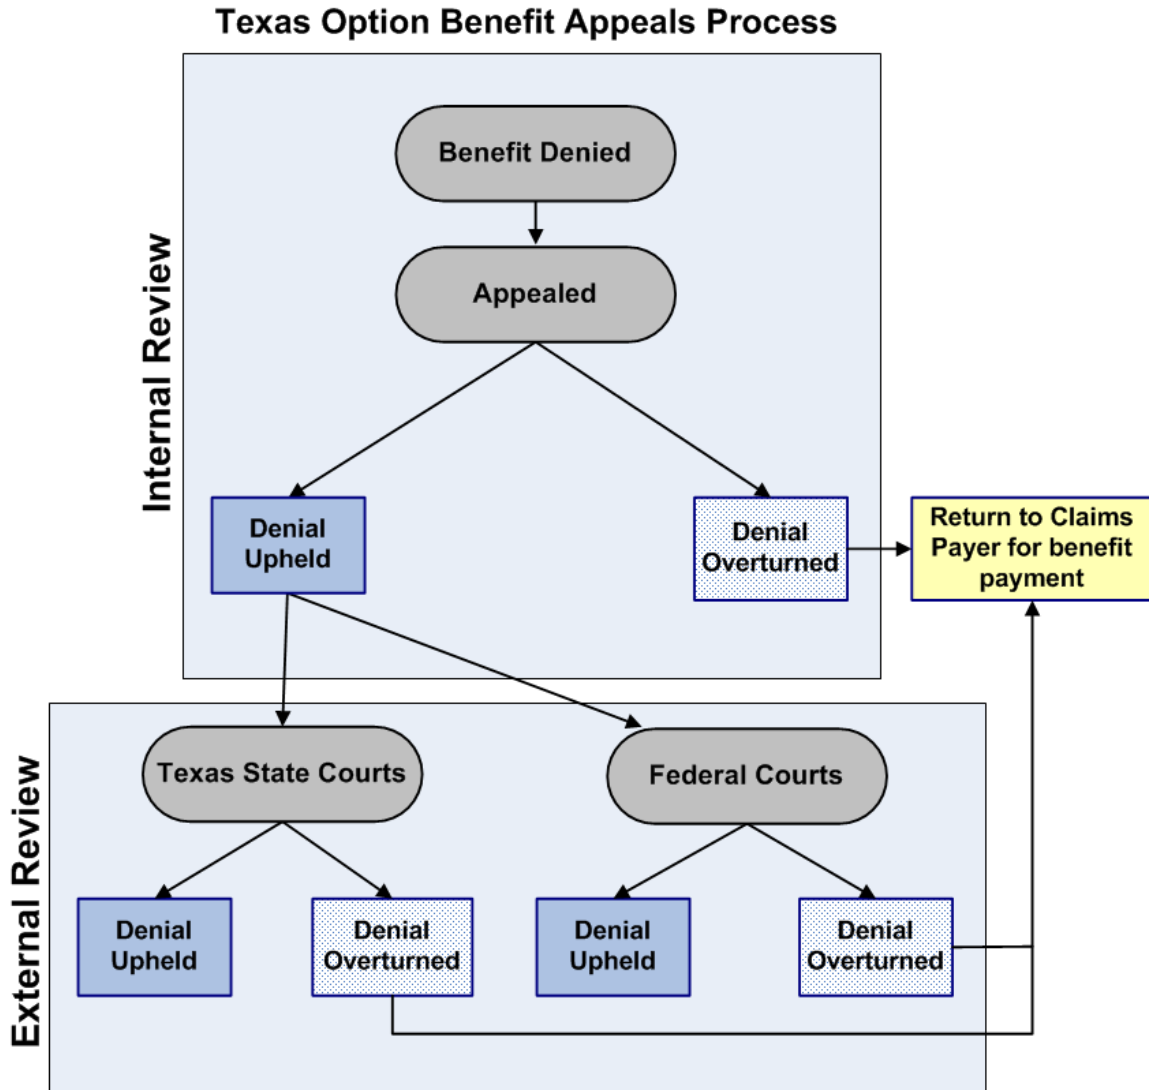 Texas Option Benefit Appeals Process
Internal Review
Benefit Denied
Appealed
Denial
Upheld
Denial
Overturned
Return to Claims
Payer for benefit
payment
External Review
Texas State Courts
Federal Courts
Denial
Upheld
Denial
Overturned
Denial
Upheld
Denial
Overturned